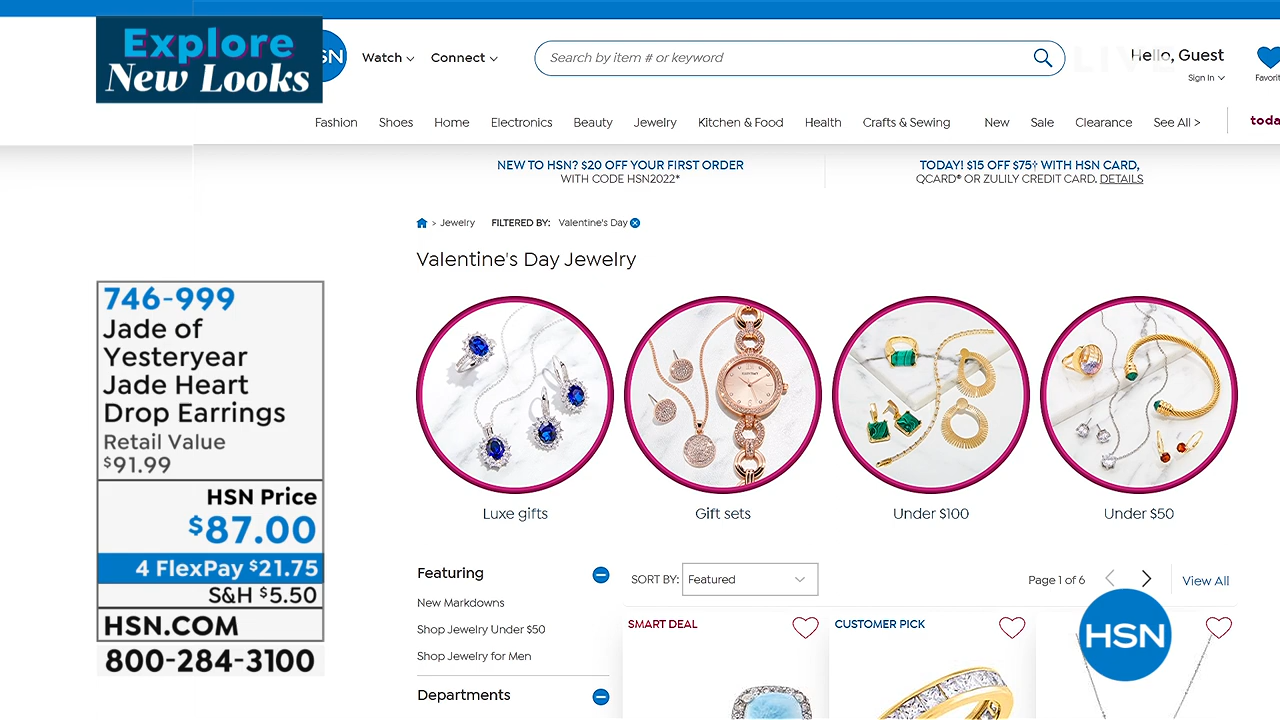 Explore
New Looks
SN
Watch
Connect
Search by item # or keyword
LIVE
Hello, Guest
Sign In
Favorit
Fashion
Shoes
Home
Electronics
Beauty
Jewelry
Kitchen & Food
Health
Crafts & Sewing
New
Sale
Clearance
See All >
toda
NEW TO HSN? $20 OFF YOUR FIRST ORDER
WITH CODE HSN2022*
TODAY! $15 OFF $75† WITH HSN CARD,
QCARD® OR ZULILY CREDIT CARD. DETAILS
> Jewelry FILTERED BY: Valentine's Day
Valentine's Day Jewelry
Luxe gifts
Gift sets
Under $100
Under $50
746-999
Jade of
Yesteryear
Jade Heart
Drop Earrings
Retail Value
$91.99
HSN Price
$87.00
4 FlexPay $21.75
S&H $5.50
HSN.COM
800-284-3100
Featuring
New Markdowns
Shop Jewelry Under $50
Shop Jewelry for Men
Departments
SORT BY: Featured
Page 1 of 6
View All
SMART DEAL
CUSTOMER PICK
HSN